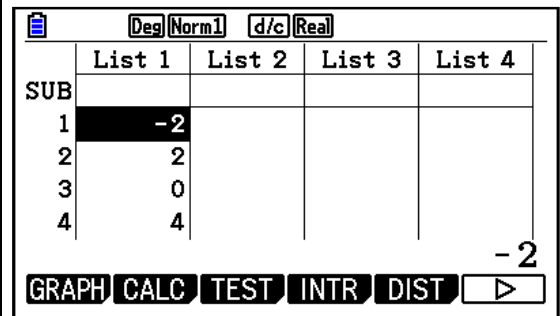 Deg Norm1 d/c Real
List 1 List 2 List 3 List 4
SUB
1 -2
2 2
3 0
4 4
-2
GRAPH CALC TEST INTR DIST ▷